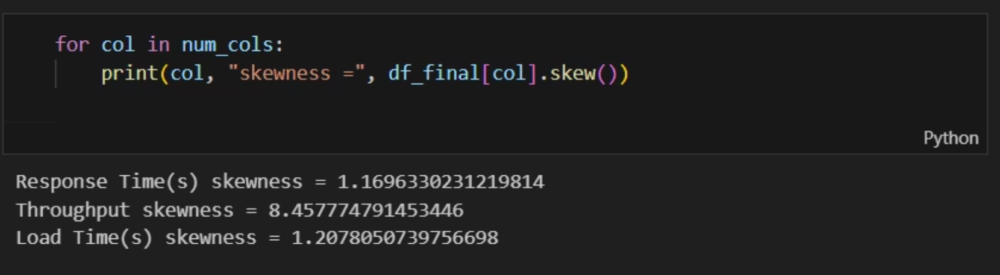 for col in num_cols:
    print(col, "skewness =", df_final[col].skew())
Python
Response Time(s) skewness = 1.1696330231219814
Throughput skewness = 8.457774791453446
Load Time(s) skewness = 1.2078050739756698